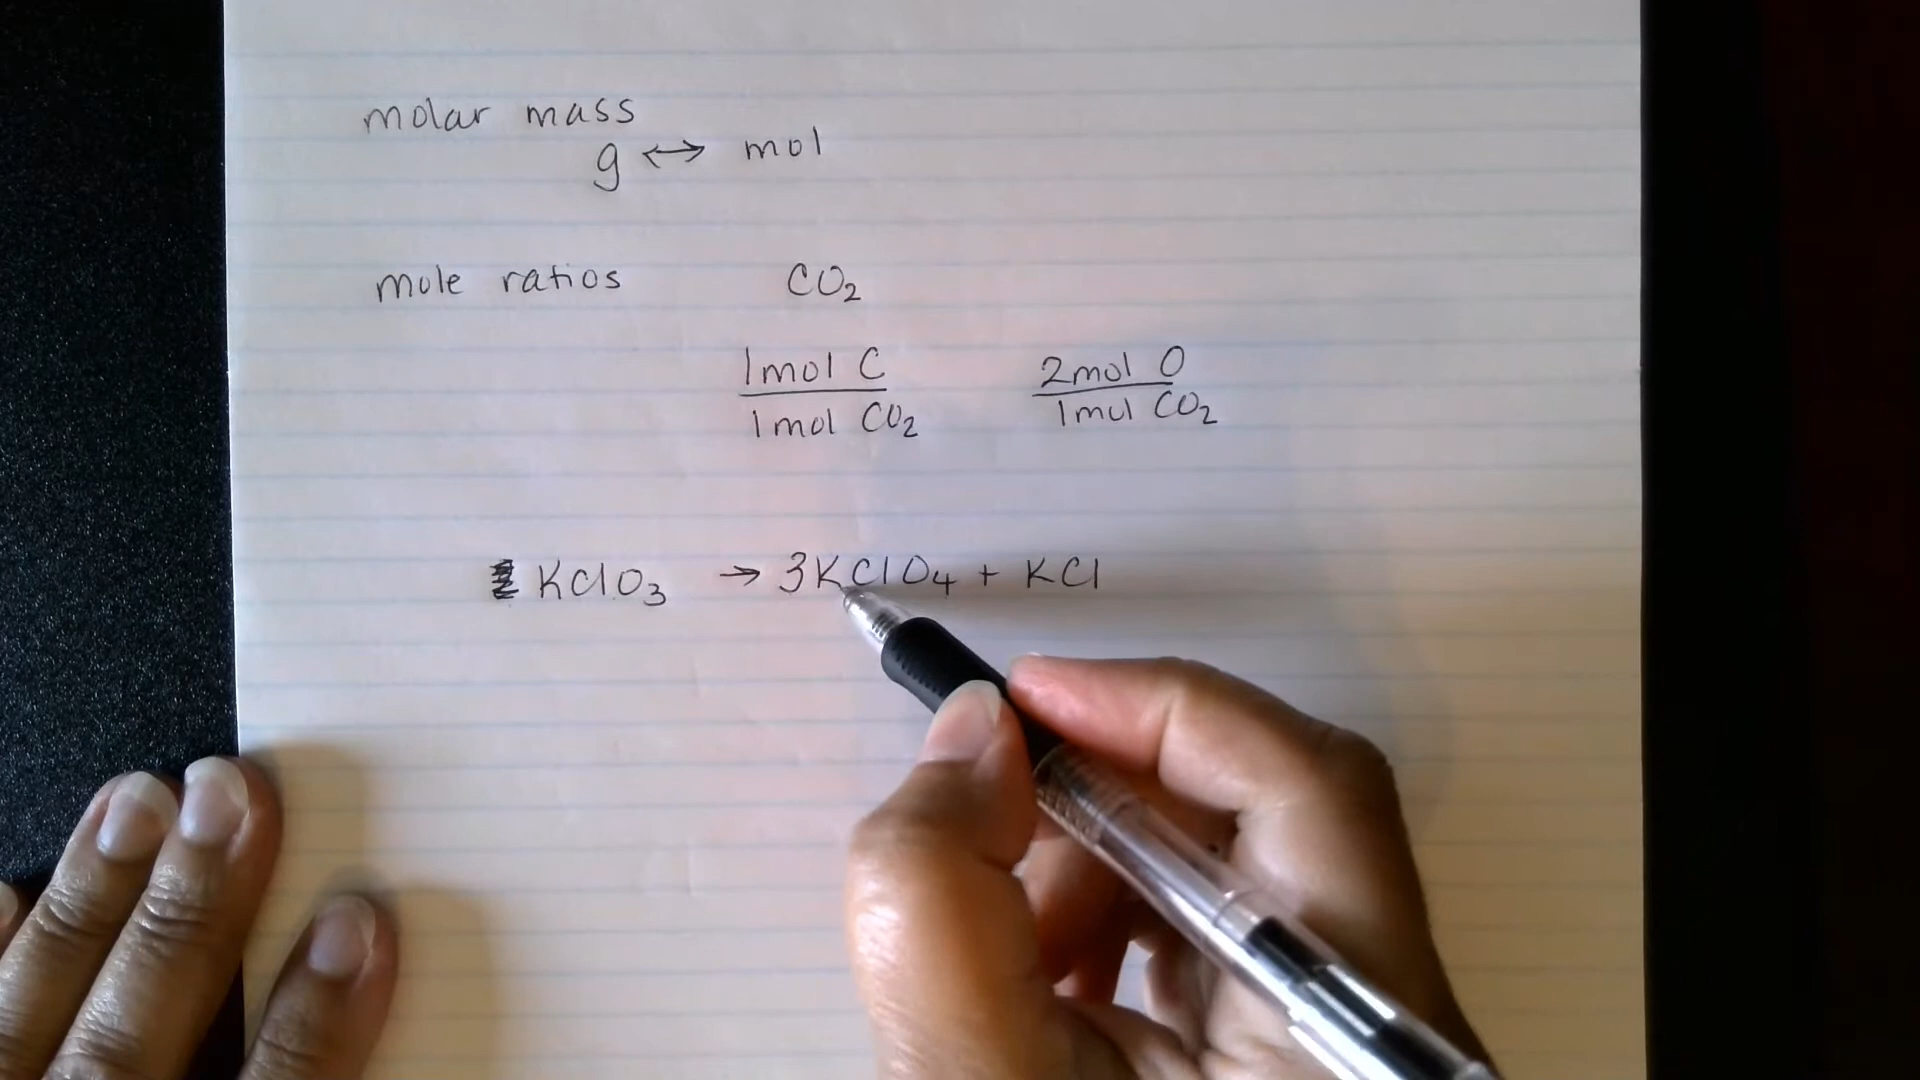 molar mass
g ↔ mol
mole ratios CO₂
1mol C 2mol O
1mol CO₂ 1mol CO₂
KClO₃ → 3KClO₄ + KCl